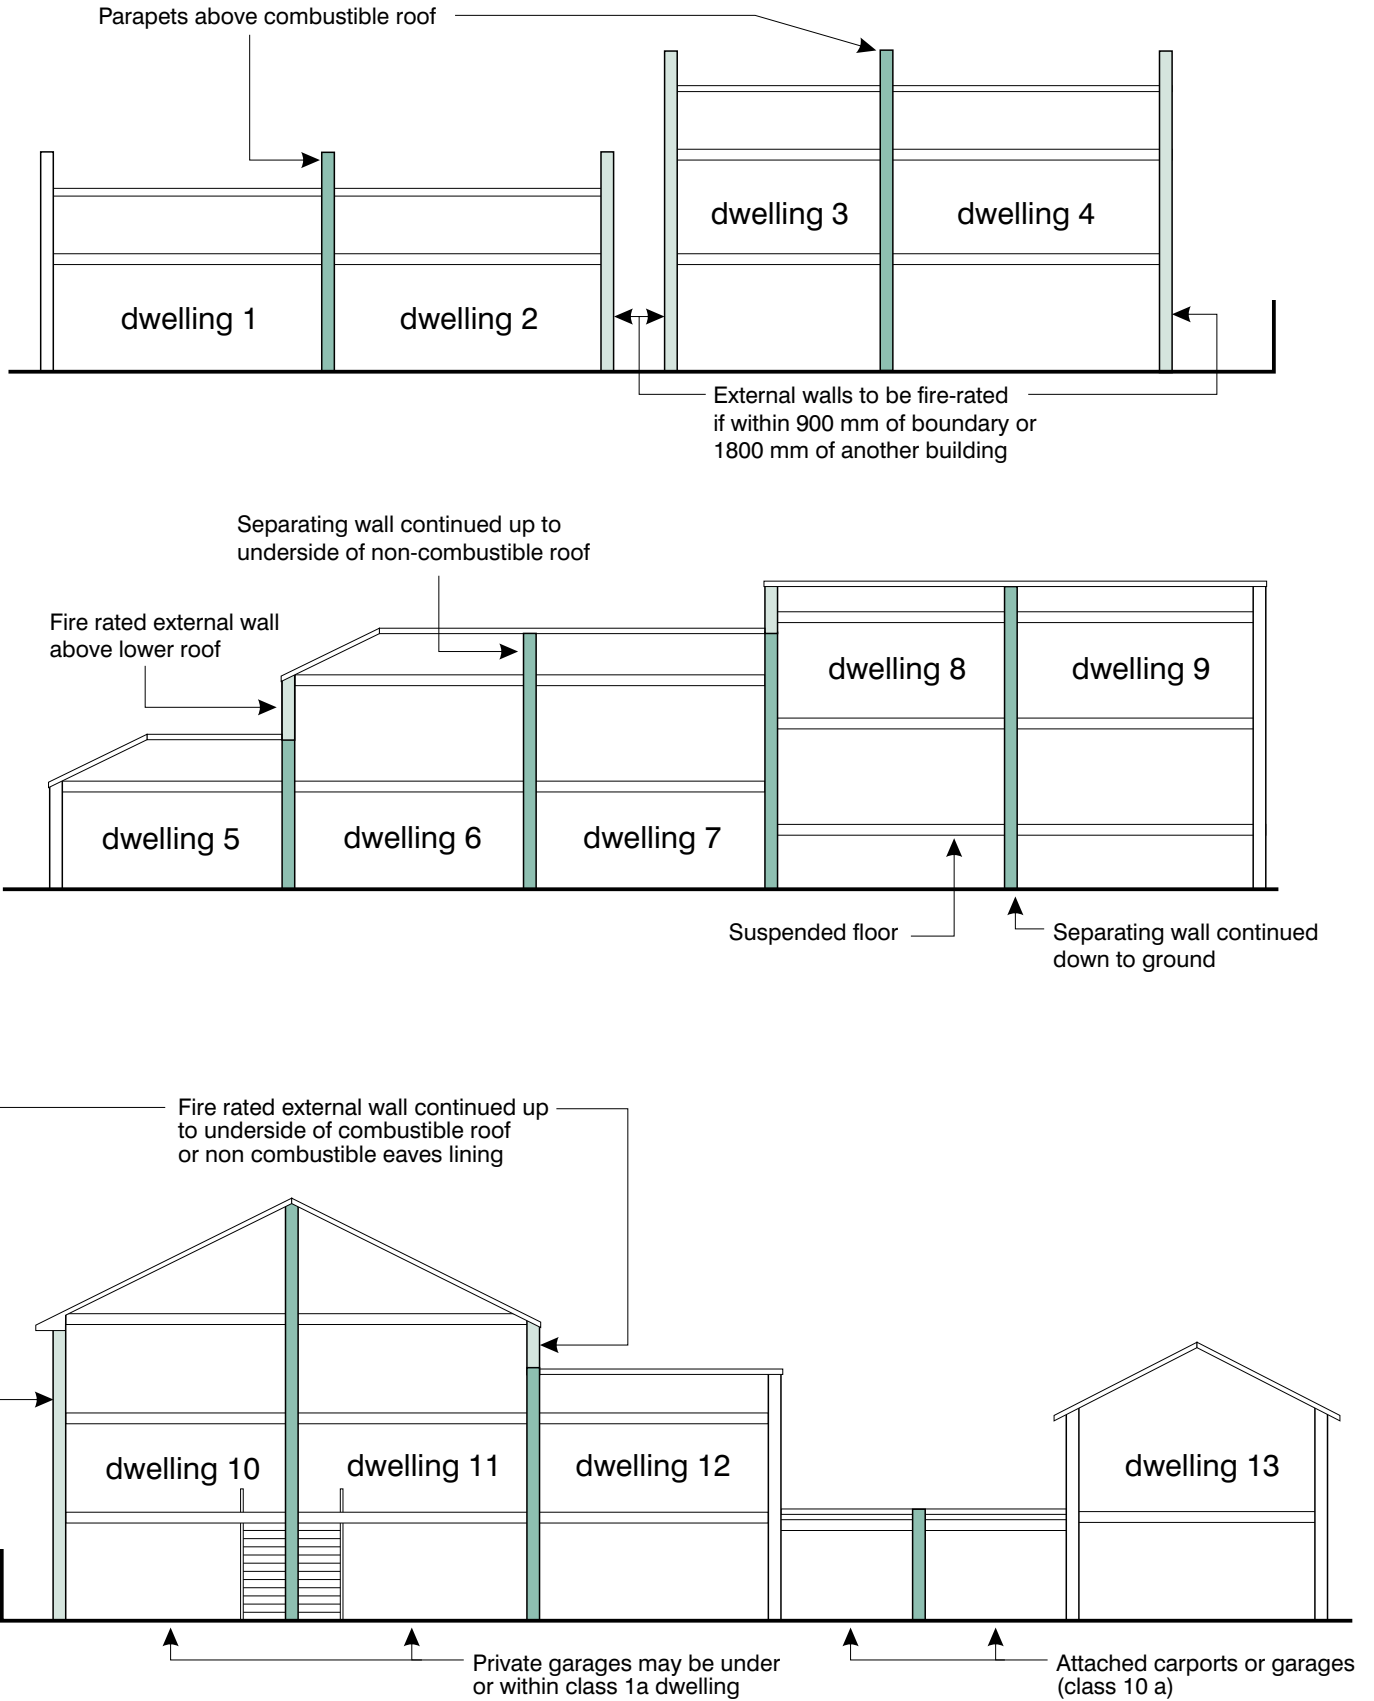 Parapets above combustible roof
dwelling 3
dwelling 4
dwelling 1
dwelling 2
External walls to be fire-rated
if within 900 mm of boundary or
1800 mm of another building
Separating wall continued up to
underside of non-combustible roof
Fire rated external wall
above lower roof
dwelling 8
dwelling 9
dwelling 5
dwelling 6
dwelling 7
Suspended floor
Separating wall continued
down to ground
Fire rated external wall continued up
to underside of combustible roof
or non combustible eaves lining
dwelling 10
dwelling 11
dwelling 12
dwelling 13
Private garages may be under
or within class 1a dwelling
Attached carports or garages
(class 10 a)